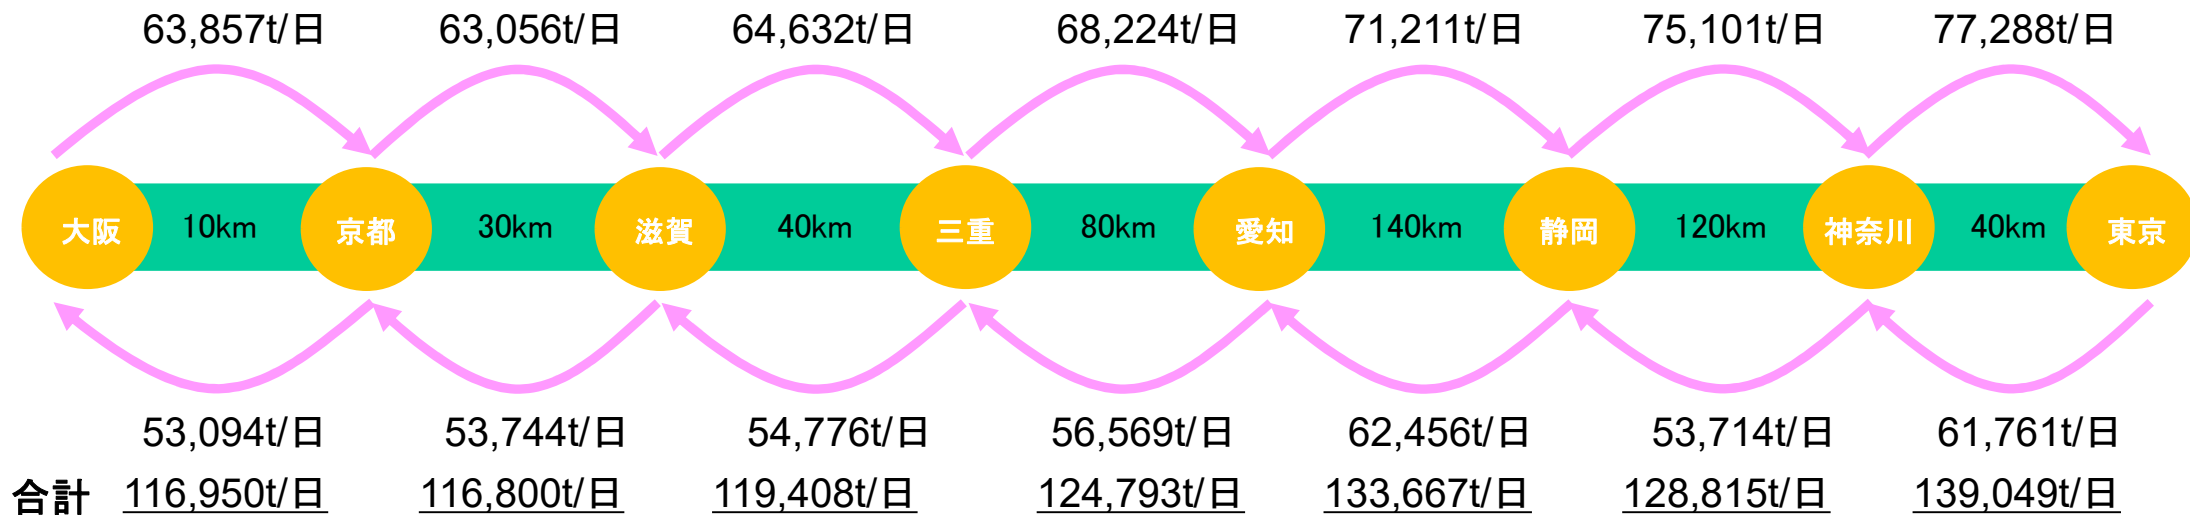 63,857t/日 63,056t/日 64,632t/日 68,224t/日 71,211t/日 75,101t/日 77,288t/日
大阪 10km 京都 30km 滋賀 40km 三重 80km 愛知 140km 静岡 120km 神奈川 40km 東京
53,094t/日 53,744t/日 54,776t/日 56,569t/日 62,456t/日 53,714t/日 61,761t/日
合計 116,950t/日 116,800t/日 119,408t/日 124,793t/日 133,667t/日 128,815t/日 139,049t/日